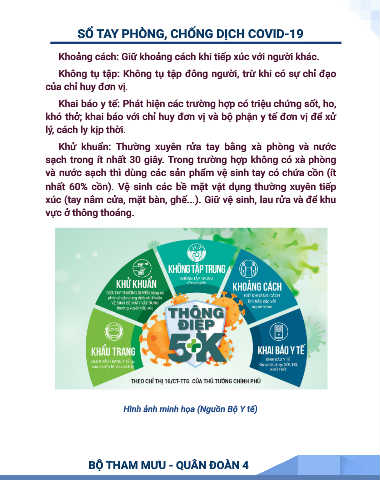 SỔ TAY PHÒNG, CHỐNG DỊCH COVID-19
Khoảng cách: Giữ khoảng cách khi tiếp xúc với người khác.
Không tụ tập: Không tụ tập đông người, trừ khi có sự chỉ đạo
của chỉ huy đơn vị.
Khai báo y tế: Phát hiện các trường hợp có triệu chứng sốt, ho,
khó thở; khai báo với chỉ huy đơn vị và bộ phận y tế đơn vị để xử
lý, cách ly kịp thời.
Khử khuẩn: Thường xuyên rửa tay bằng xà phòng và nước
sạch trong ít nhất 30 giây. Trong trường hợp không có xà phòng
và nước sạch thì dùng các sản phẩm vệ sinh tay có chứa cồn (ít
nhất 60% cồn). Vệ sinh các bề mặt vật dụng thường xuyên tiếp
xúc (tay nắm cửa, mặt bàn, ghế...). Giữ vệ sinh, lau rửa và để khu
vực ở thông thoáng.
KHÔNG TẬP TRUNG
KHỬ KHUẨN
KHOẢNG CÁCH
THÔNG
ĐIỆP
5K
KHẨU TRANG
KHAI BÁO Y TẾ
THEO CHỈ THỊ 16/CT-TTG CỦA THỦ TƯỚNG CHÍNH PHỦ
Hình ảnh minh họa (Nguồn Bộ Y tế)
BỘ THAM MƯU - QUÂN ĐOÀN 4